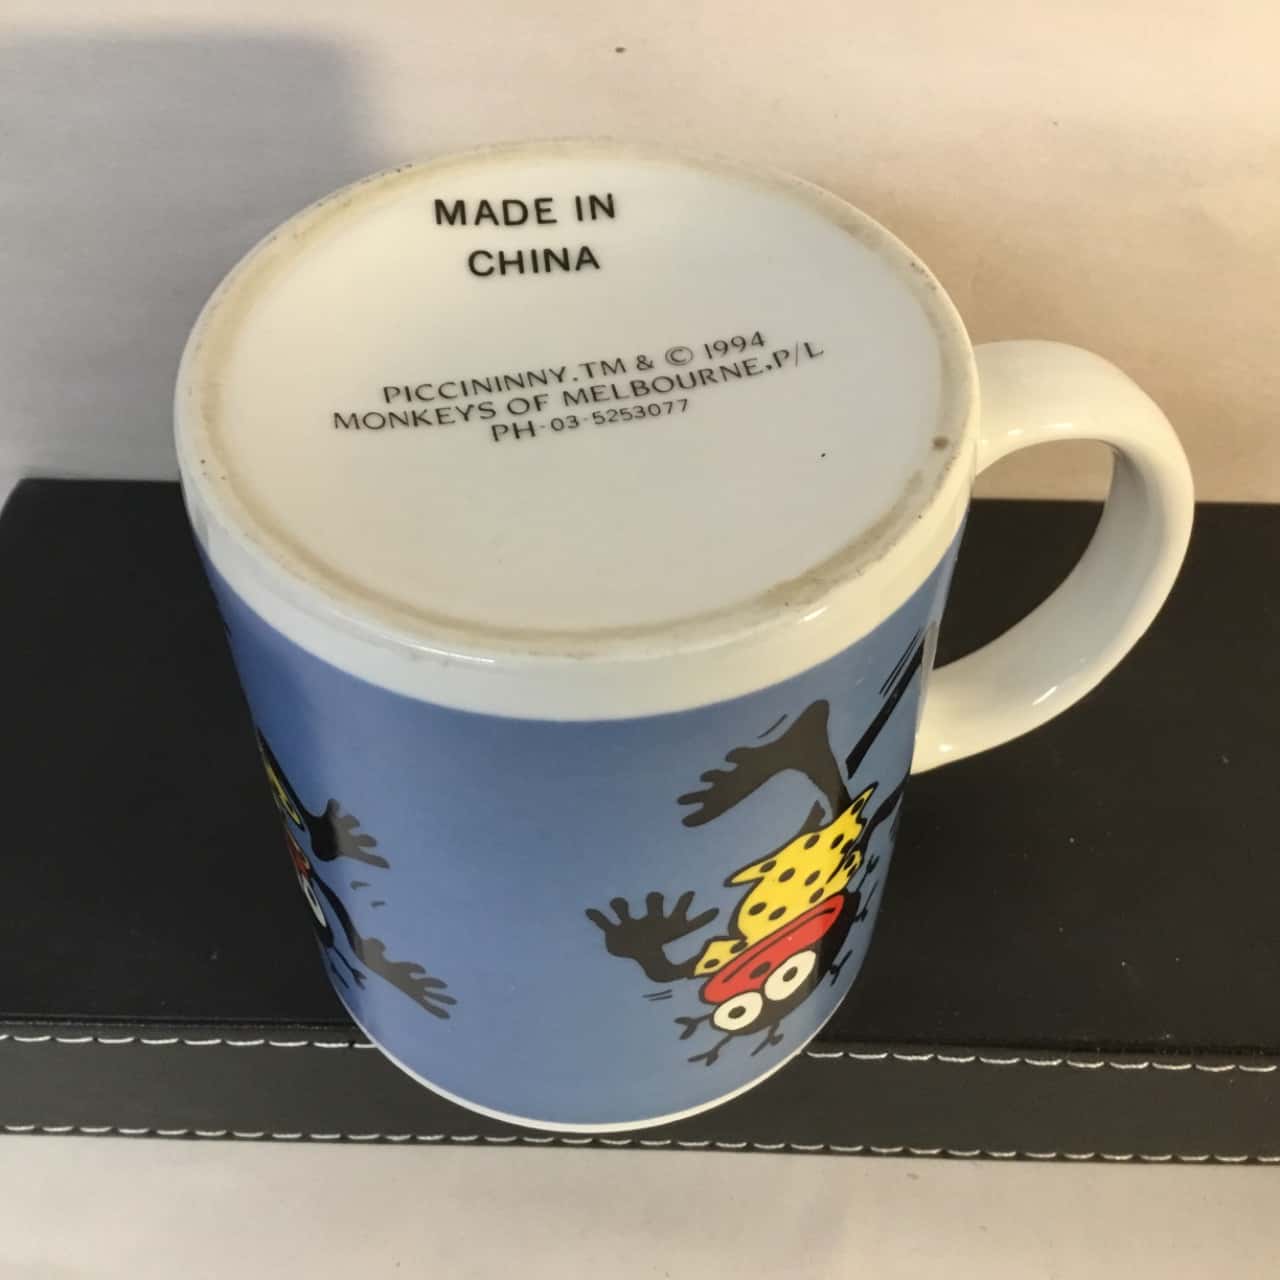 MADE IN
CHINA
PICCININNY.TM & © 1994
MONKEYS OF MELBOURNE,P/L
PH-03-5253077